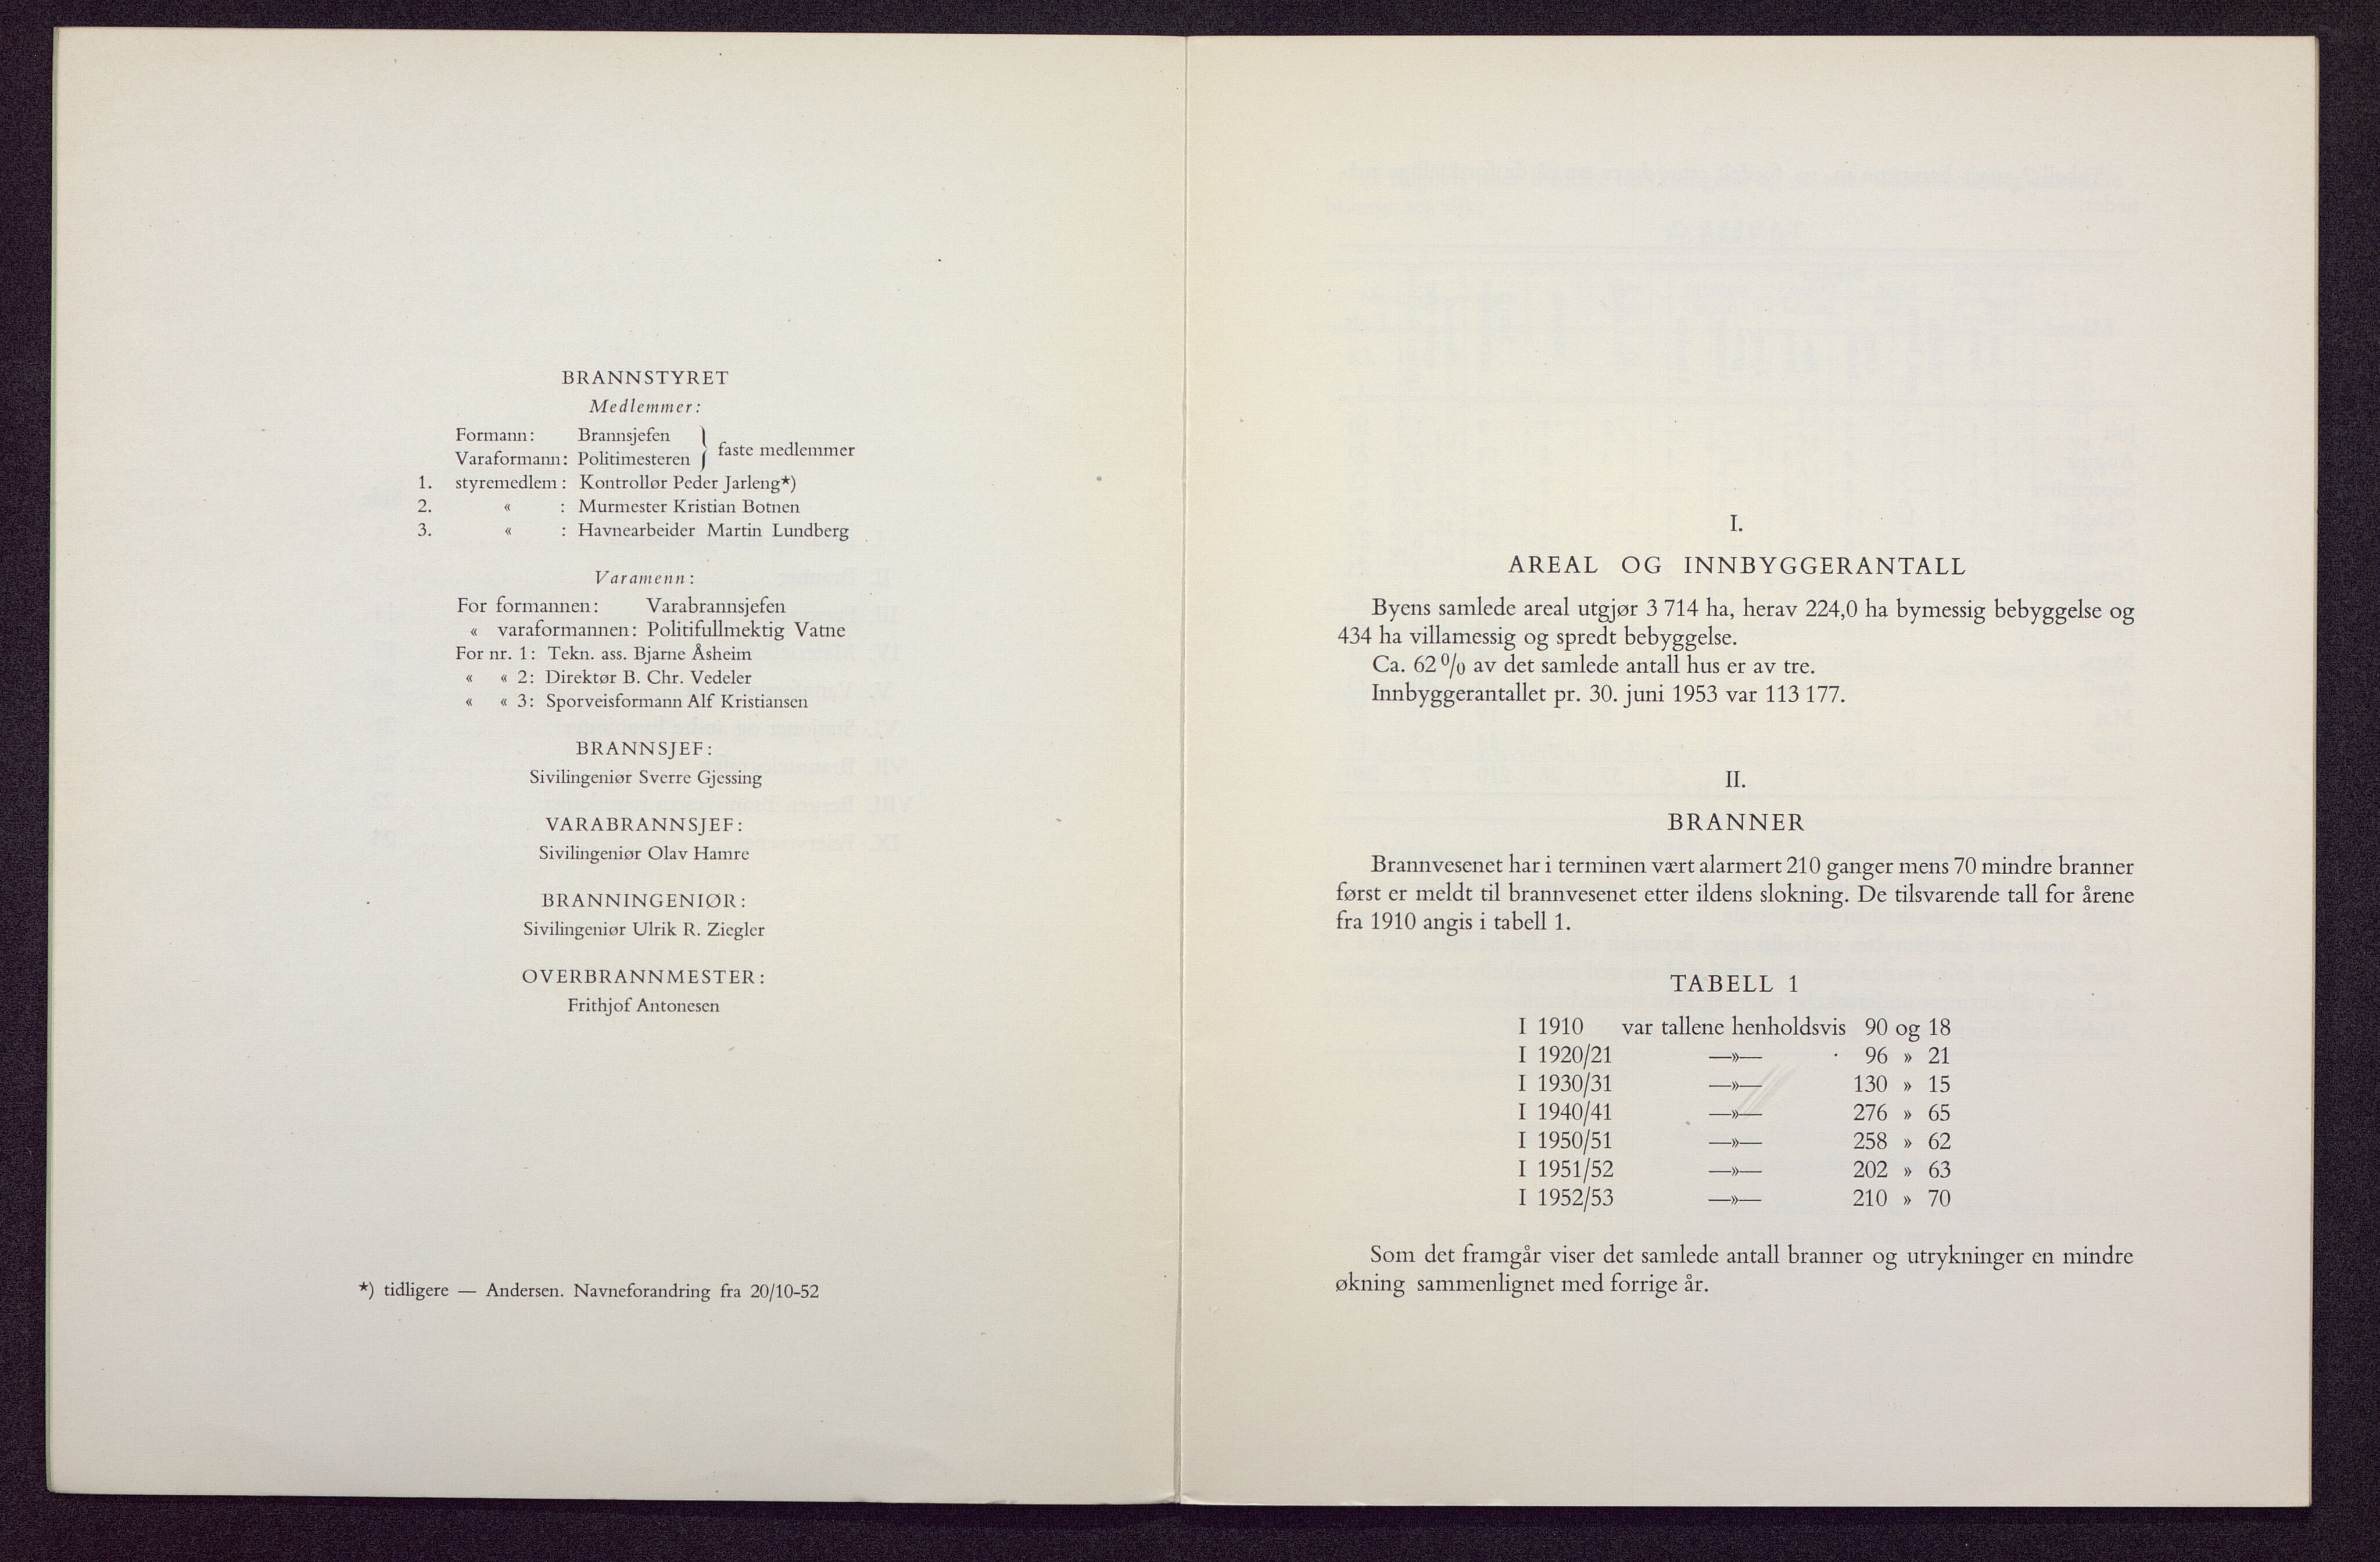 BRANNSTYRET
Medlemmer:
Formann: Brannsjefen
Varaformann: Politimesteren } faste medlemmer
1. styremedlem: Kontrollør Peder Jarleng*)
2. « : Murmester Kristian Botnen
3. « : Havnearbeider Martin Lundberg
Varamenn:
For formannen: Varabrannsjefen
« varaformannen: Politifullmektig Vatne
For nr. 1: Tekn. ass. Bjarne Åsheim
« « 2: Direktør B. Chr. Vedeler
« « 3: Sporveisformann Alf Kristiansen
BRANNSJEF:
Sivilingeniør Sverre Gjessing
VARABRANNSJEF:
Sivilingeniør Olav Hamre
BRANNINGENIØR:
Sivilingeniør Ulrik R. Ziegler
OVERBRANNMESTER:
Frithjof Antonesen
*) tidligere — Andersen. Navneforandring fra 20/10-52
I.
AREAL OG INNBYGGERANTALL
Byens samlede areal utgjør 3 714 ha, herav 224,0 ha bymessig bebyggelse og
434 ha villamessig og spredt bebyggelse.
Ca. 62 % av det samlede antall hus er av tre.
Innbyggerantallet pr. 30. juni 1953 var 113 177.
II.
BRANNER
Brannvesenet har i terminen vært alarmert 210 ganger mens 70 mindre branner
først er meldt til brannvesenet etter ildens slokning. De tilsvarende tall for årene
fra 1910 angis i tabell 1.
TABELL 1
I 1910 var tallene henholdsvis 90 og 18
I 1920/21 —»— 96 » 21
I 1930/31 —»— 130 » 15
I 1940/41 —»— 276 » 65
I 1950/51 —»— 258 » 62
I 1951/52 —»— 202 » 63
I 1952/53 —»— 210 » 70
Som det framgår viser det samlede antall branner og utrykninger en mindre
økning sammenlignet med forrige år.